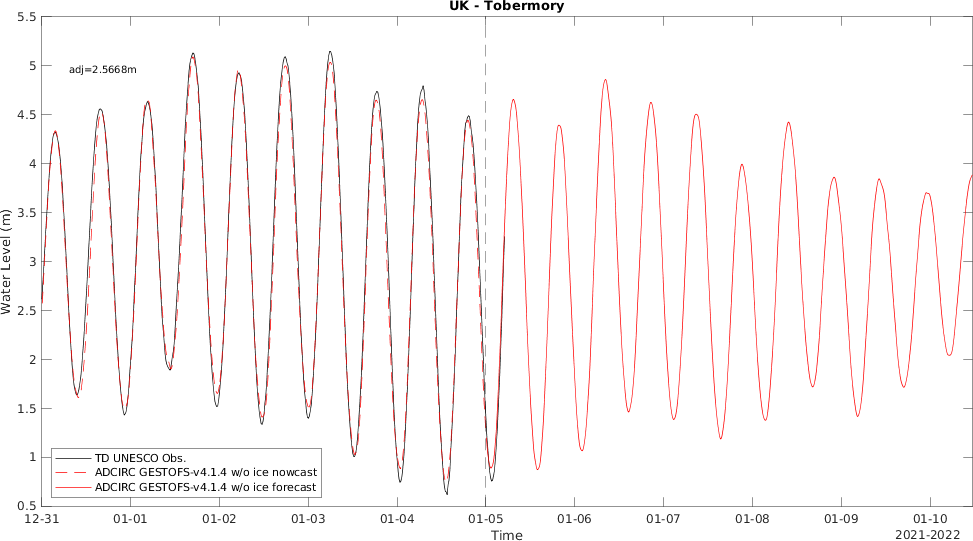 UK - Tobermory
5.5
5
4.5
4
3.5
3
2.5
2
1.5
1
0.5
Water Level (m)
adj=2.5668m
TD UNESCO Obs.
ADCIRC GESTOFS-v4.1.4 w/o ice nowcast
ADCIRC GESTOFS-v4.1.4 w/o ice forecast
12-31 01-01 01-02 01-03 01-04 01-05 01-06 01-07 01-08 01-09 01-10
Time
2021-2022